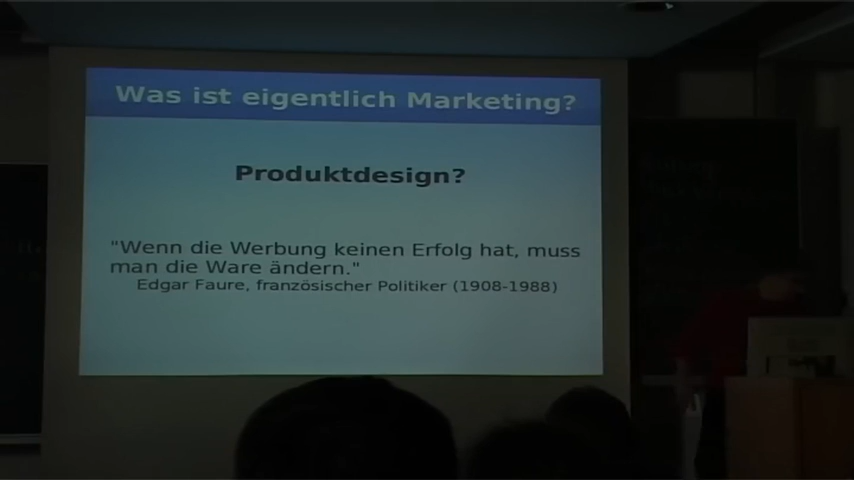 Was ist eigentlich Marketing?
Produktdesign?
"Wenn die Werbung keinen Erfolg hat, muss
man die Ware ändern."
Edgar Faure, französischer Politiker (1908-1988)